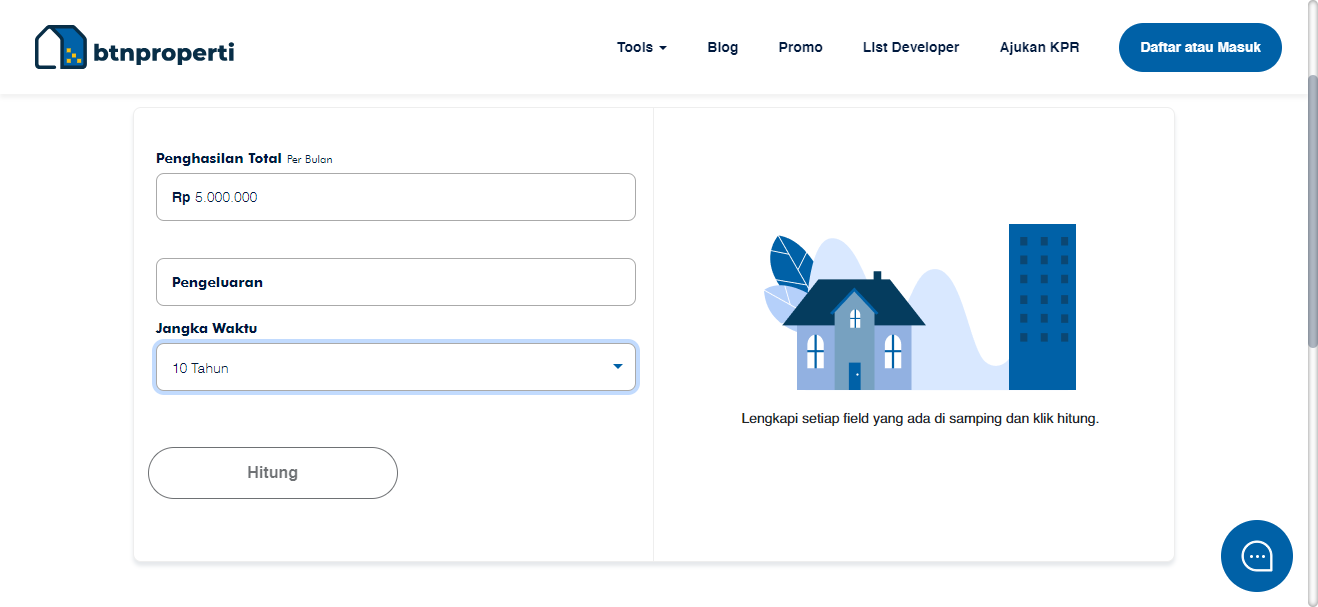 btnproperti
Tools
Blog
Promo
LIst Developer
Ajukan KPR
Daftar atau Masuk
Penghasilan Total Per Bulan
Rp 5.000.000
Pengeluaran
Jangka Waktu
10 Tahun
Hitung
Lengkapi setiap field yang ada di samping dan klik hitung.